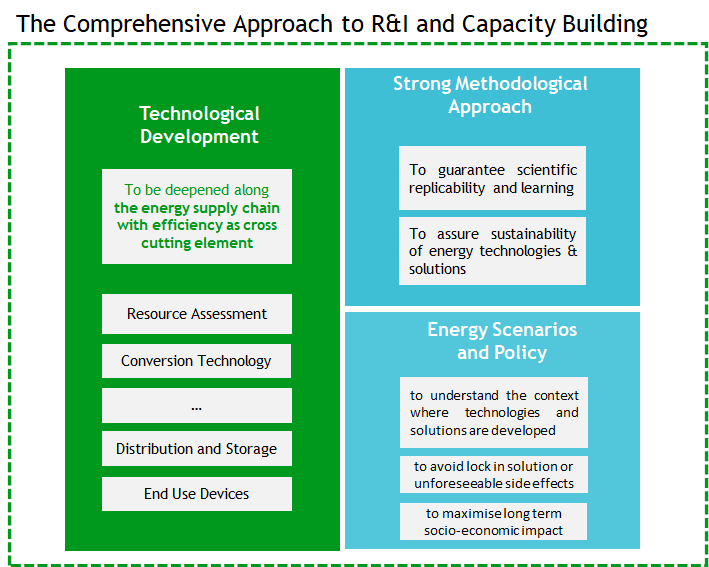 The Comprehensive Approach to R&I and Capacity Building
Technological
Development
To be deepened along
the energy supply chain
with efficiency as cross
cutting element
Resource Assessment
Conversion Technology
...
Distribution and Storage
End Use Devices
Strong Methodological
Approach
To guarantee scientific
replicability and learning
To assure sustainability
of energy technologies &
solutions
Energy Scenarios
and Policy
to understand the context
where technologies and
solutions are developed
to avoid lock in solution or
unforeseeable side effects
to maximise long term
socio-economic impact